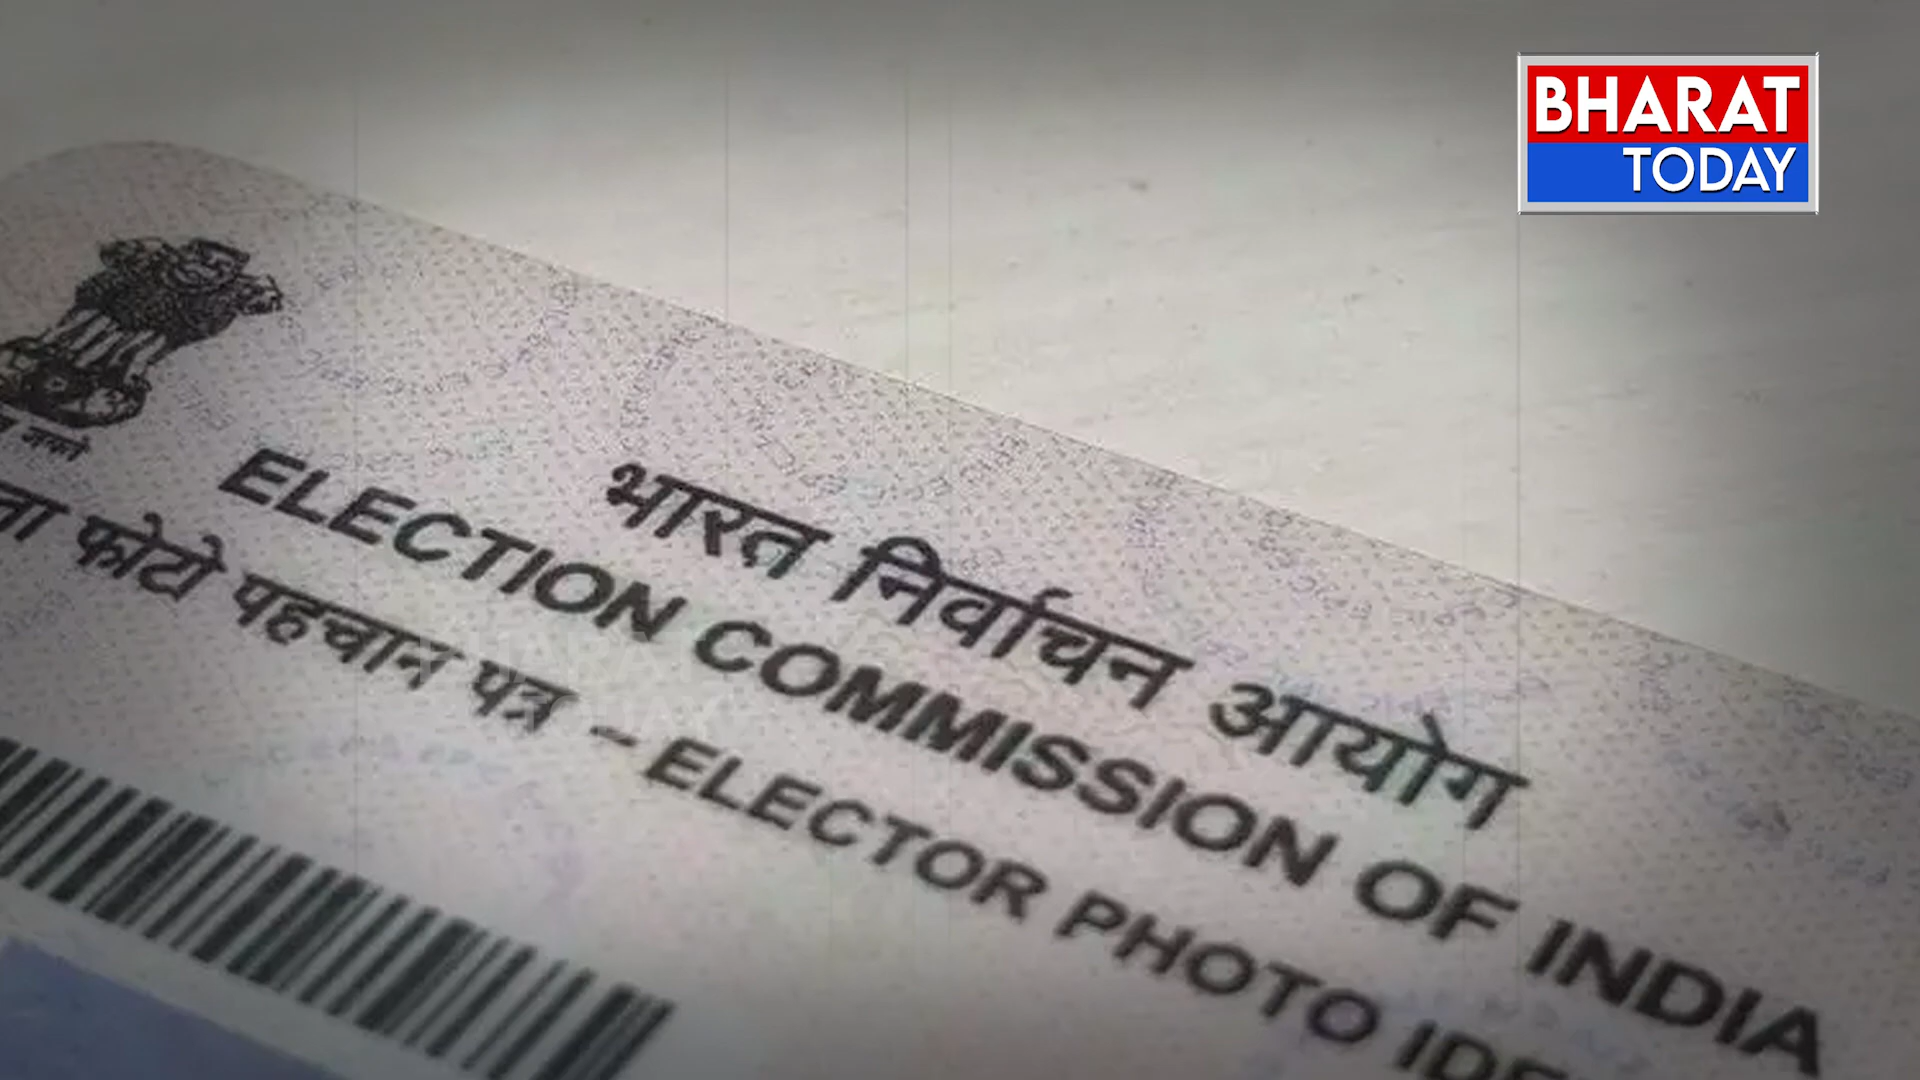 BHARAT
TODAY
भारत निर्वाचन आयोग
ELECTION COMMISSION OF INDIA
फोटो पहचान पत्र – ELECTOR PHOTO